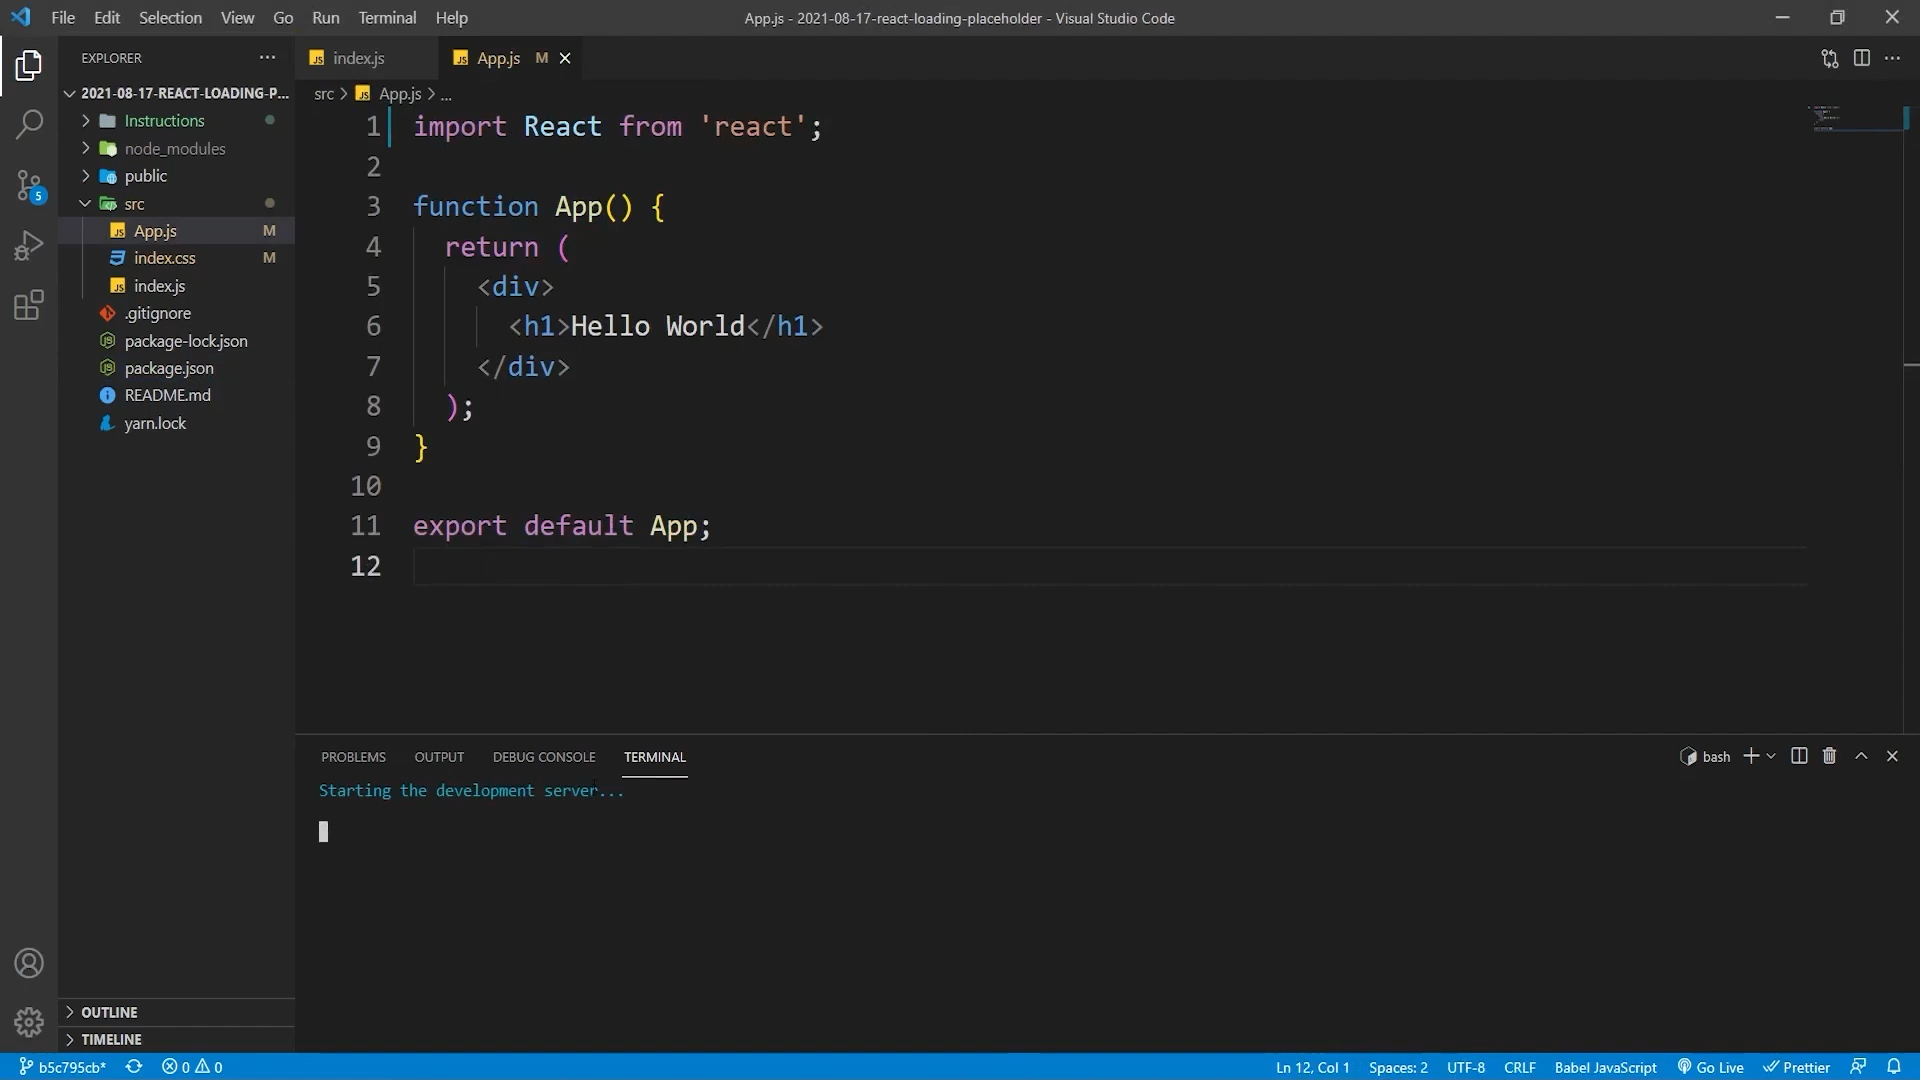 File Edit Selection View Go Run Terminal Help
App.js - 2021-08-17-react-loading-placeholder - Visual Studio Code
EXPLORER
2021-08-17-REACT-LOADING-P...
Instructions
node_modules
public
src
App.js M
index.css M
index.js
.gitignore
package-lock.json
package.json
README.md
yarn.lock
OUTLINE
TIMELINE
5
index.js
App.js M
src > App.js > ...
1 import React from 'react';
2
3 function App() {
4 return (
5 <div>
6 <h1>Hello World</h1>
7 </div>
8 );
9 }
10
11 export default App;
12
PROBLEMS OUTPUT DEBUG CONSOLE TERMINAL
bash
Starting the development server...
b5c795cb* 0 0
Ln 12, Col 1 Spaces: 2 UTF-8 CRLF Babel JavaScript Go Live Prettier